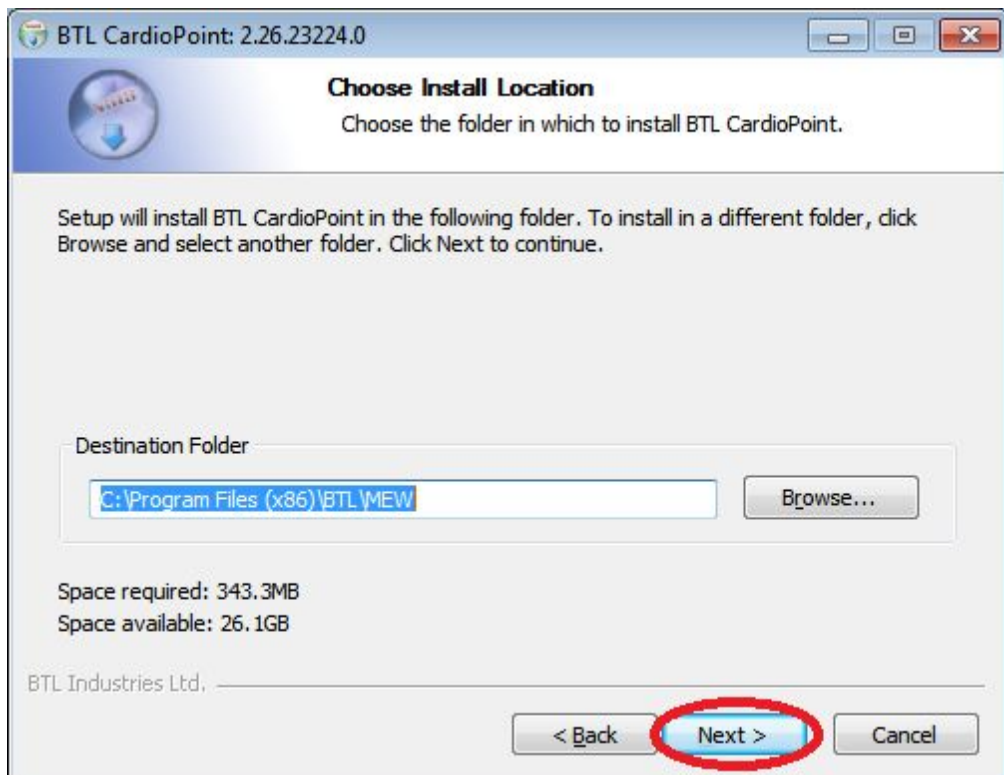 BTL CardioPoint: 2.26.23224.0
Choose Install Location
Choose the folder in which to install BTL CardioPoint.
Setup will install BTL CardioPoint in the following folder. To install in a different folder, click
Browse and select another folder. Click Next to continue.
Destination Folder
C:\Program Files (x86)\BTL\MEW
Browse...
Space required: 343.3MB
Space available: 26.1GB
BTL Industries Ltd.
< Back Next > Cancel